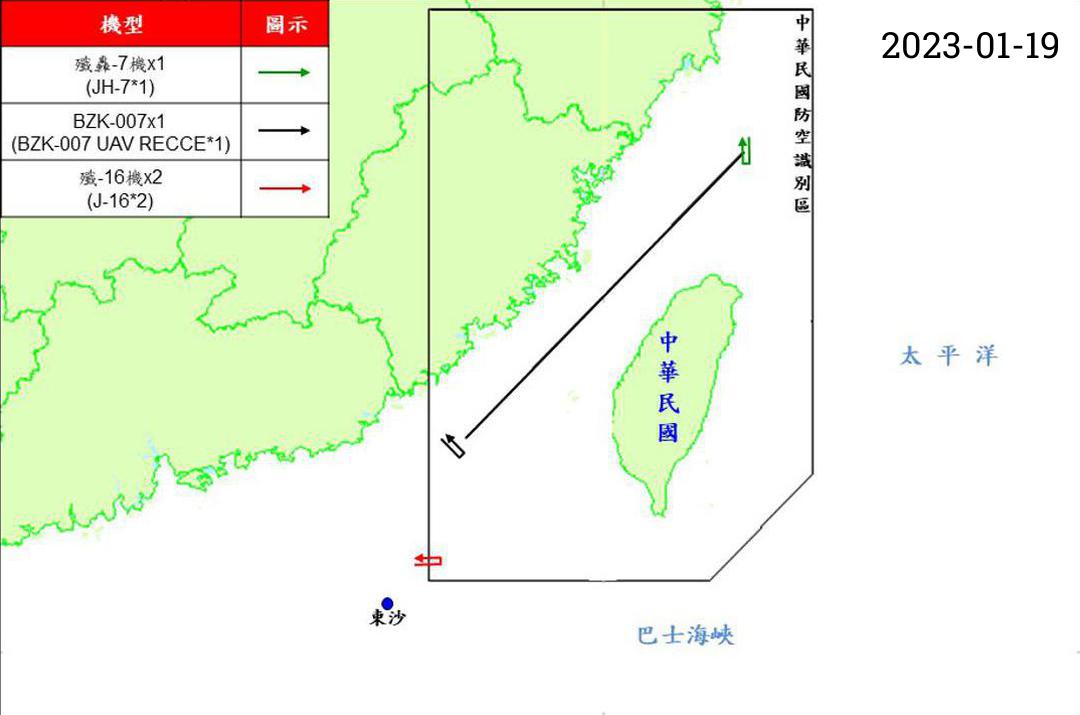 機型
圖示
殲轟-7機x1
(JH-7*1)
BZK-007x1
(BZK-007 UAV RECCE*1)
殲-16機x2
(J-16*2)
中華民國防空識別區
2023-01-19
中華民國
太平洋
東沙
巴士海峽